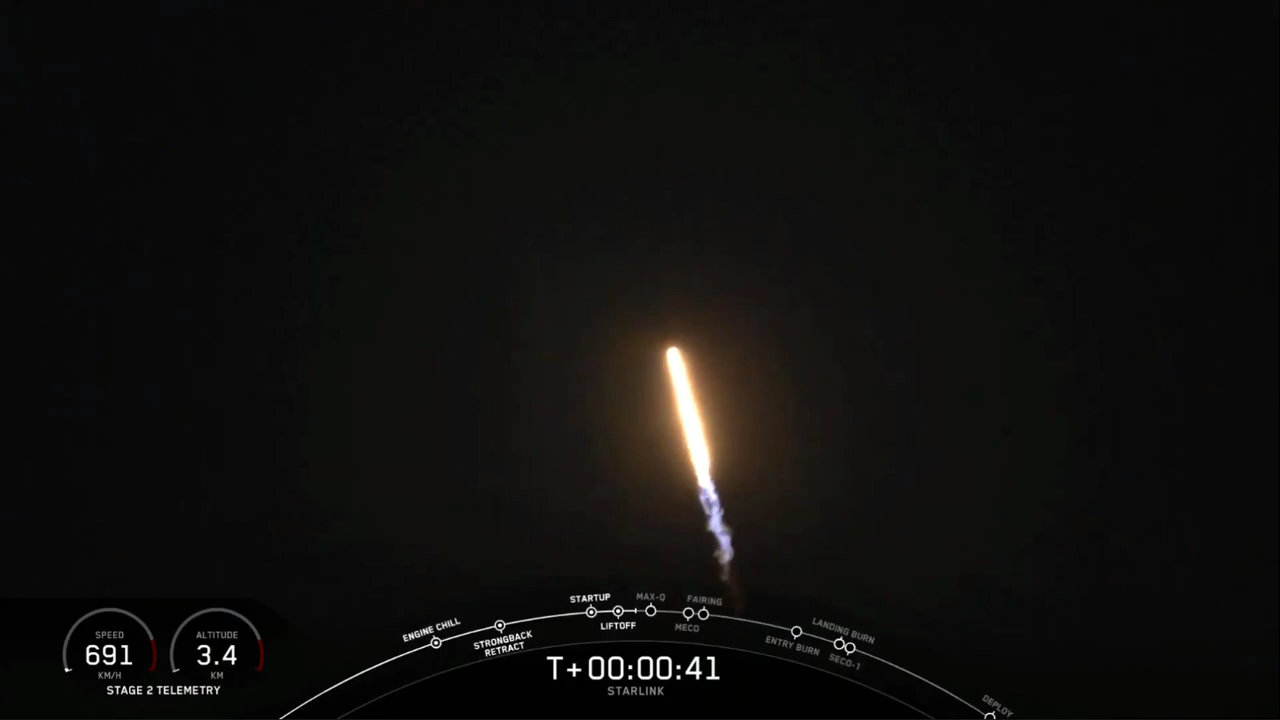 ENGINE CHILL
STRONGBACK
RETRACT
STARTUP
LIFTOFF
MAX-Q
MECO
FAIRING
ENTRY BURN
LANDING BURN
SECO-1
DEPLOY
SPEED
691
KM/H
ALTITUDE
3.4
KM
STAGE 2 TELEMETRY
T+00:00:41
STARLINK